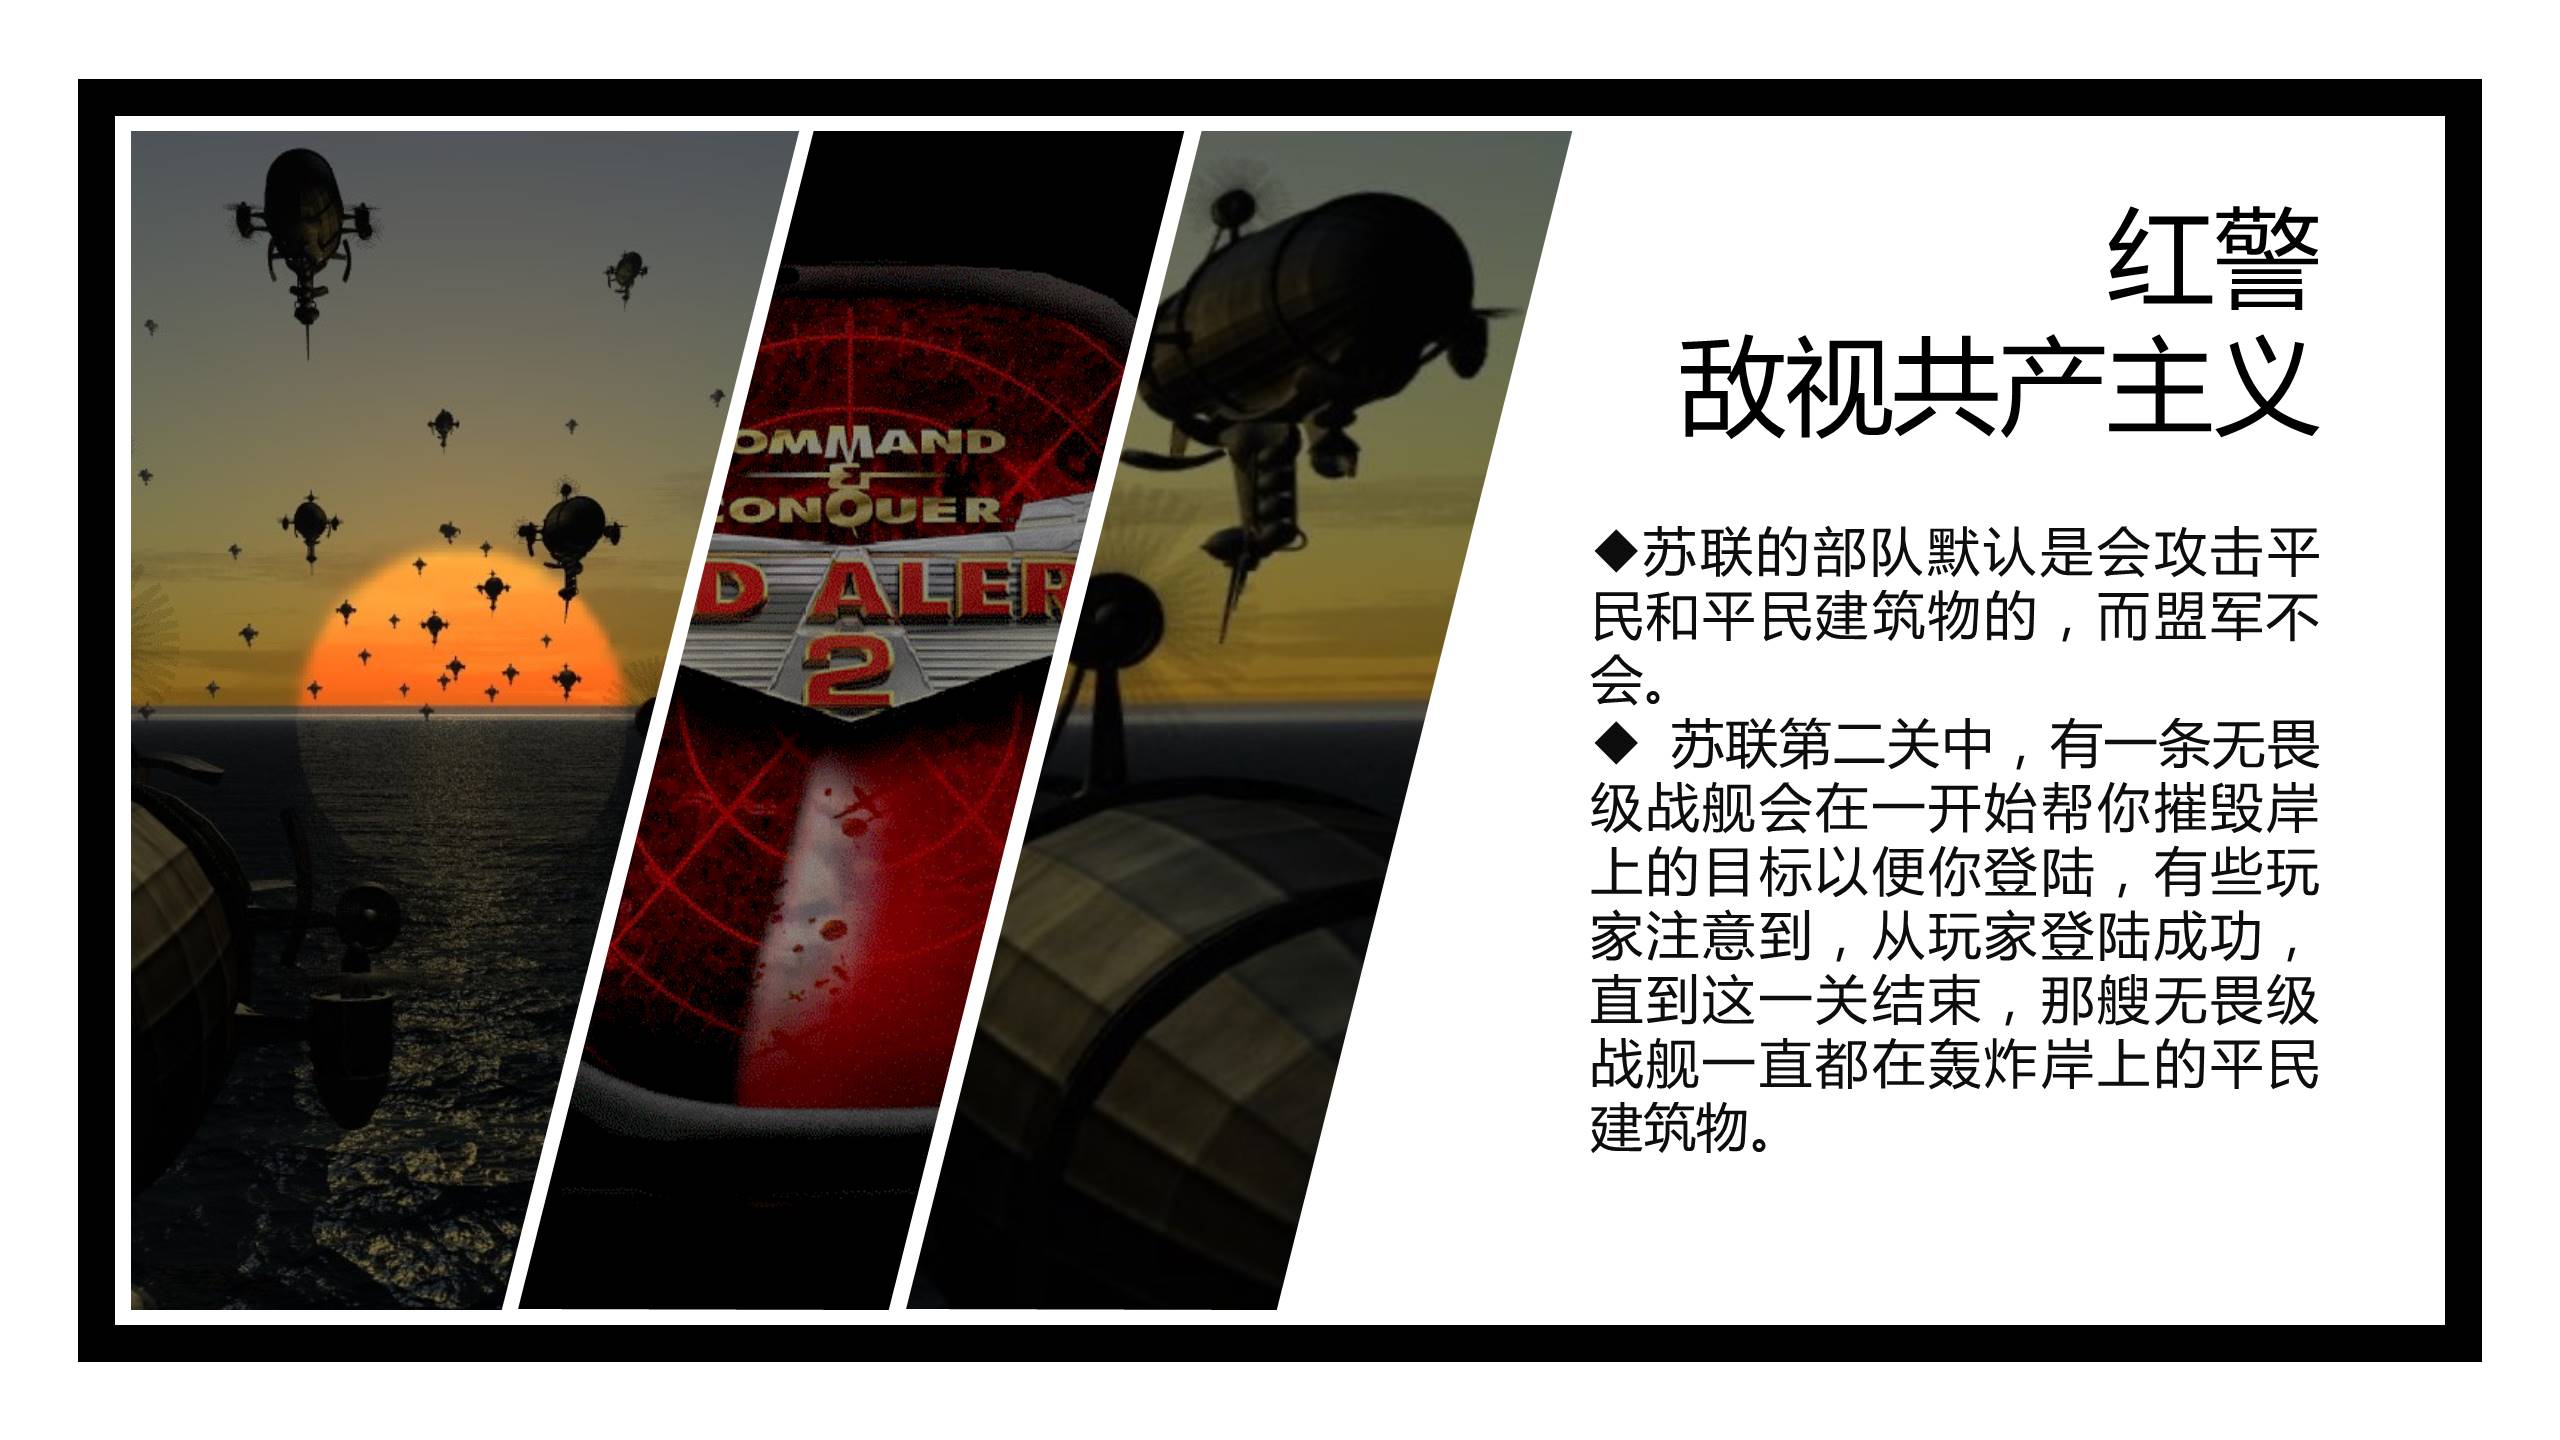 红警
敌视共产主义
◆苏联的部队默认是会攻击平
民和平民建筑物的，而盟军不
会。
◆ 苏联第二关中，有一条无畏
级战舰会在一开始帮你摧毁岸
上的目标以便你登陆，有些玩
家注意到，从玩家登陆成功，
直到这一关结束，那艘无畏级
战舰一直都在轰炸岸上的平民
建筑物。
OMMAND
&
CONQUER
D ALER
2